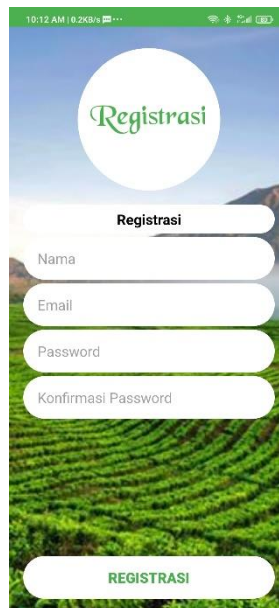 10:12 AM | 0.2KB/s
Registrasi
Registrasi
Nama
Email
Password
Konfirmasi Password
REGISTRASI